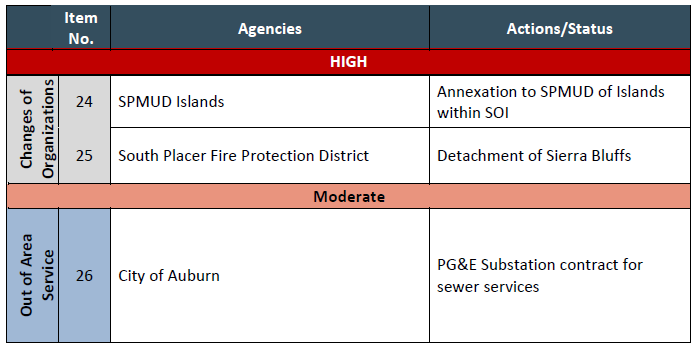 Item
No.
Agencies
Actions/Status
HIGH
Changes of
Organizations
24
SPMUD Islands
Annexation to SPMUD of Islands
within SOI
25
South Placer Fire Protection District
Detachment of Sierra Bluffs
Moderate
Out of Area
Service
26
City of Auburn
PG&E Substation contract for
sewer services